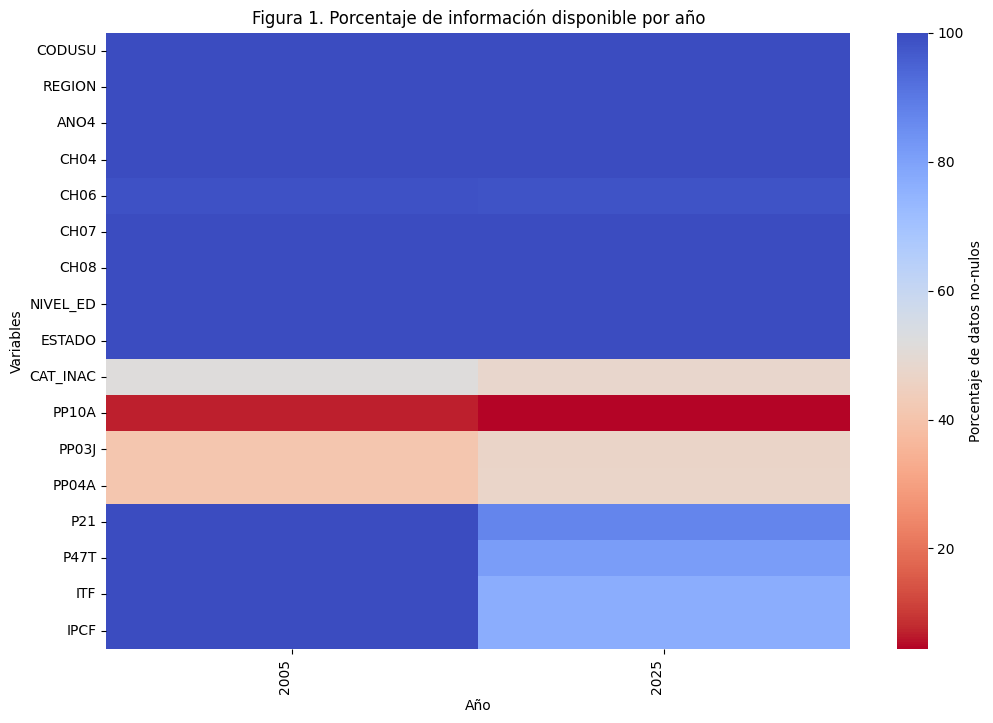 Figura 1. Porcentaje de información disponible por año
Variables
CODUSU
REGION
ANO4
CH04
CH06
CH07
CH08
NIVEL_ED
ESTADO
CAT_INAC
PP10A
PP03J
PP04A
P21
P47T
ITF
IPCF
2005
2025
Año
100
80
60
40
20
Porcentaje de datos no-nulos